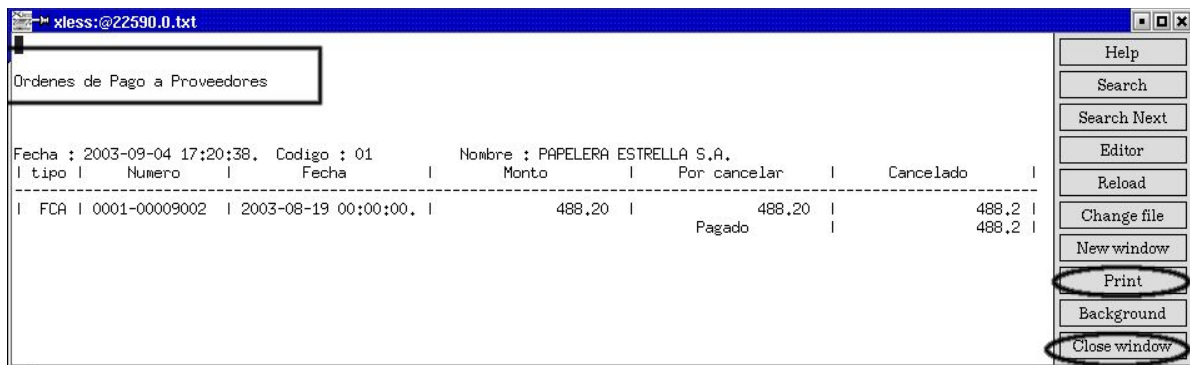 xless:@22590.0.txt
Ordenes de Pago a Proveedores
Fecha : 2003-09-04 17:20:38. Codigo : 01 Nombre : PAPELERA ESTRELLA S.A.
| tipo | Numero | Fecha | Monto | Por cancelar | Cancelado |
--------------------------------------------------------------------------------
| FCA | 0001-00009002 | 2003-08-19 00:00:00. | 488.20 | 488.20 | 488.2 |
Pagado | 488.2 |
Help
Search
Search Next
Editor
Reload
Change file
New window
Print
Background
Close window